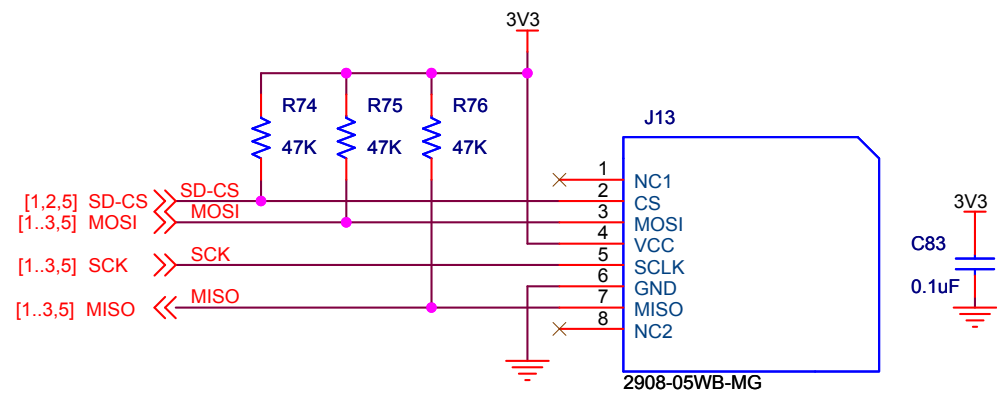 3V3
R74 R75 R76
47K 47K 47K
J13
1 NC1
[1,2,5] SD-CS SD-CS 2 CS
[1..3,5] MOSI MOSI 3 MOSI
4 VCC
[1..3,5] SCK SCK 5 SCLK
6 GND
[1..3,5] MISO MISO 7 MISO
8 NC2
2908-05WB-MG
3V3
C83
0.1uF